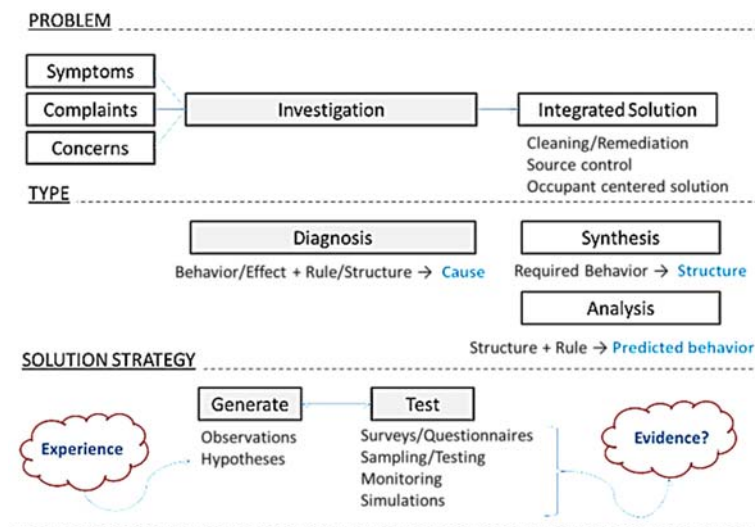 PROBLEM
Symptoms
Complaints
Concerns
Investigation
Integrated Solution
Cleaning/Remediation
Source control
Occupant centered solution
TYPE
Diagnosis
Behavior/Effect + Rule/Structure → Cause
Synthesis
Required Behavior → Structure
Analysis
Structure + Rule → Predicted behavior
SOLUTION STRATEGY
Experience
Generate
Observations
Hypotheses
Test
Surveys/Questionnaires
Sampling/Testing
Monitoring
Simulations
Evidence?